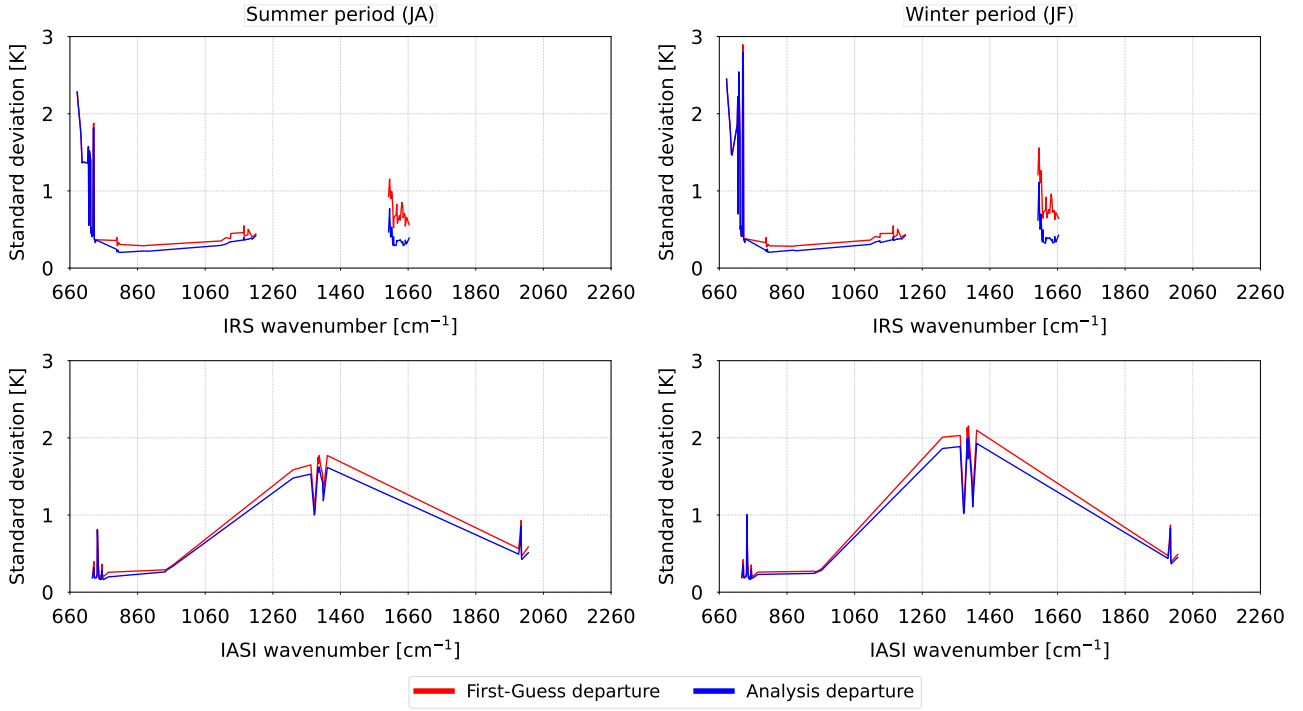 Summer period (JA)
Winter period (JF)
Standard deviation [K]
3
2
1
0
660 860 1060 1260 1460 1660 1860 2060 2260
IRS wavenumber [cm⁻¹]
Standard deviation [K]
3
2
1
0
660 860 1060 1260 1460 1660 1860 2060 2260
IRS wavenumber [cm⁻¹]
Standard deviation [K]
3
2
1
0
660 860 1060 1260 1460 1660 1860 2060 2260
IASI wavenumber [cm⁻¹]
Standard deviation [K]
3
2
1
0
660 860 1060 1260 1460 1660 1860 2060 2260
IASI wavenumber [cm⁻¹]
First-Guess departure
Analysis departure